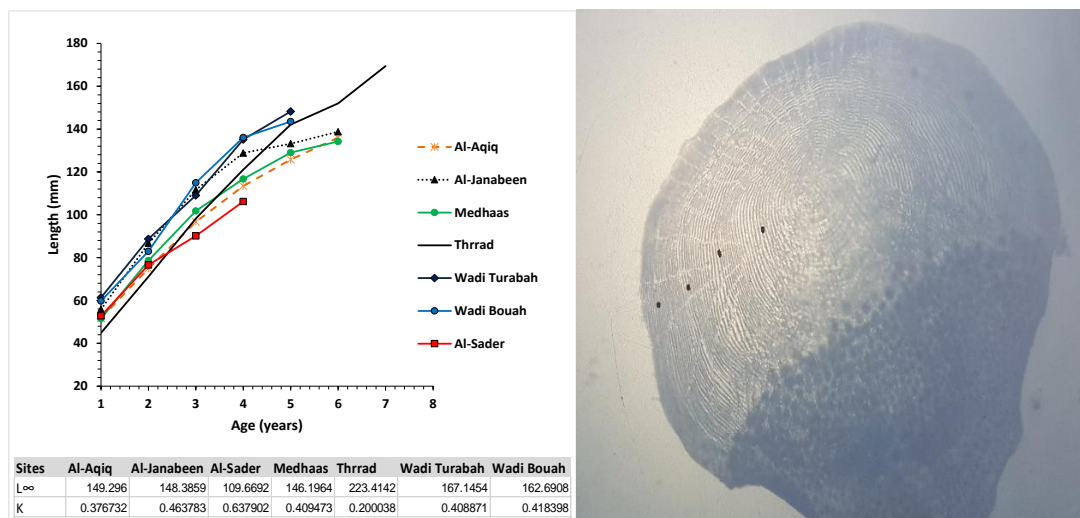 180
160
140
120
100
80
60
40
20
Length (mm)
1 2 3 4 5 6 7 8
Age (years)
Al-Aqiq
Al-Janabeen
Medhaas
Thrrad
Wadi Turabah
Wadi Bouah
Al-Sader
Sites Al-Aqiq Al-Janabeen Al-Sader Medhaas Thrrad Wadi Turabah Wadi Bouah
L∞ 149.296 148.3859 109.6692 146.1964 223.4142 167.1454 162.6908
K 0.376732 0.463783 0.637902 0.409473 0.200038 0.408871 0.418398